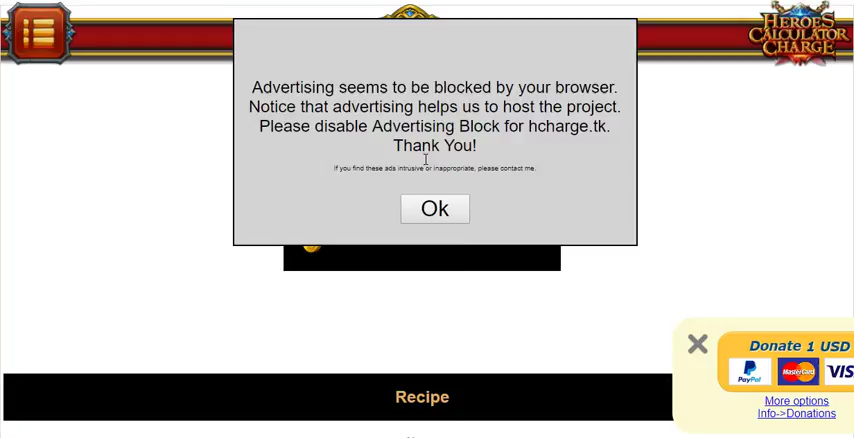 HEROES
CALCULATOR
CHARGE
Advertising seems to be blocked by your browser.
Notice that advertising helps us to host the project.
Please disable Advertising Block for hcharge.tk.
Thank You!
If you find these ads intrusive or inappropriate, please contact me.
Ok
Donate 1 USD
PayPal
MasterCard
VISA
More options
Info->Donations
Recipe